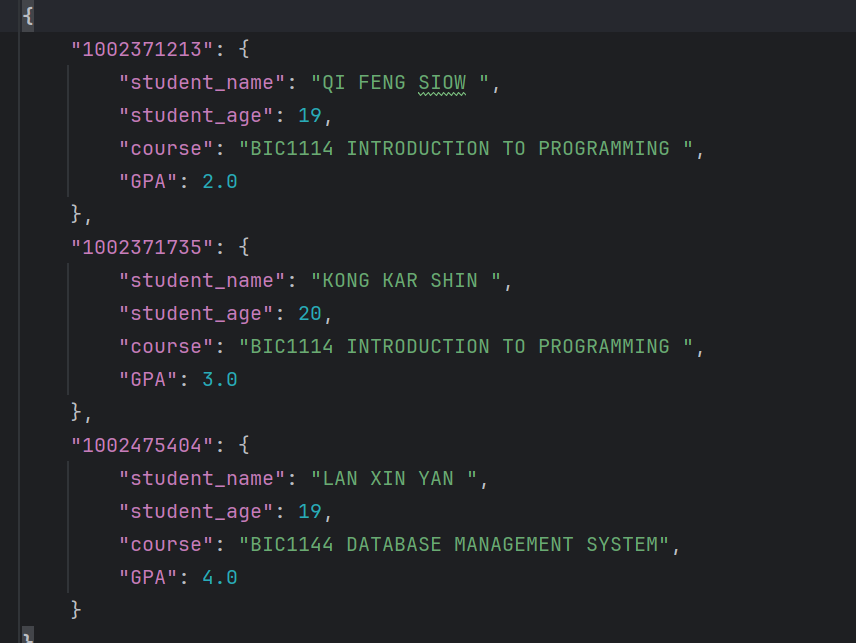 {
    "1002371213": {
        "student_name": "QI FENG SIOW ",
        "student_age": 19,
        "course": "BIC1114 INTRODUCTION TO PROGRAMMING ",
        "GPA": 2.0
    },
    "1002371735": {
        "student_name": "KONG KAR SHIN ",
        "student_age": 20,
        "course": "BIC1114 INTRODUCTION TO PROGRAMMING ",
        "GPA": 3.0
    },
    "1002475404": {
        "student_name": "LAN XIN YAN ",
        "student_age": 19,
        "course": "BIC1144 DATABASE MANAGEMENT SYSTEM",
        "GPA": 4.0
    }
}